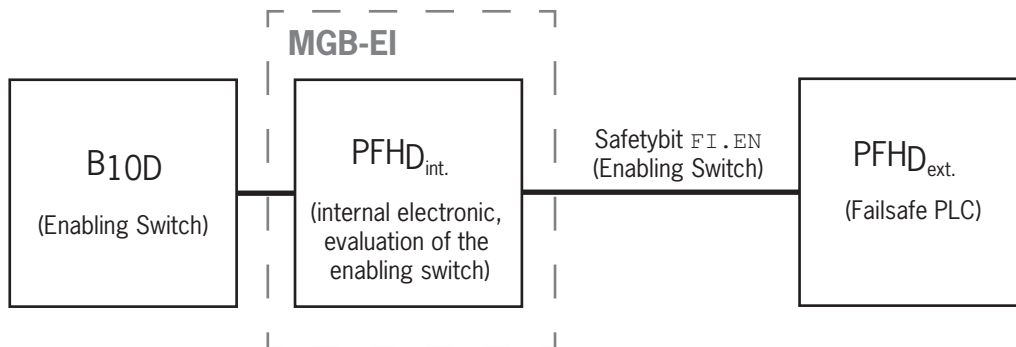 MGB-EI
B10D
(Enabling Switch)
PFHDint.
(internal electronic,
evaluation of the
enabling switch)
Safetybit FI.EN
(Enabling Switch)
PFHDext.
(Failsafe PLC)